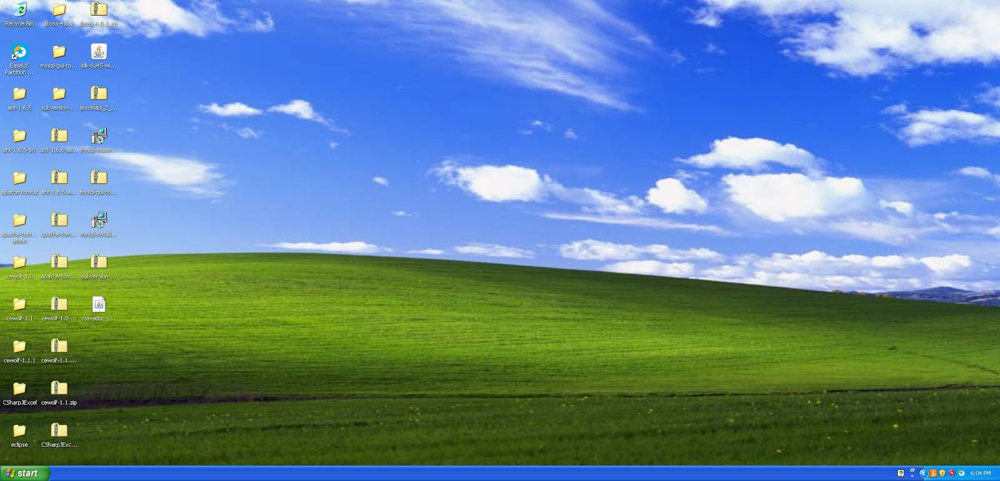 Recycle Bin
jboss-4.0.2
jboss-4.0.2.zip
EaseUS
Partition ...
mysql-gui-to...
jdk-6u45-wi...
ant-1.6.5
subversion-...
jexcelapi_2_...
ant-1.6.5-src
ant-1.6.5-all...
mysql-essen...
apache tomcat
ant-1.6.5-a...
mysql-gui-to...
apache-tom...
admin
apache-tom...
mysql-install...
cewolf-1.0
apache-tom...
subversion-...
cewolf-1.1
cewolf-1.0-...
xjavadoc-1...
cewolf-1.1.1
cewolf-1.1....
CSharpJExcel
cewolf-1.1.zip
eclipse
CSharpJExc...
start
6:04 PM